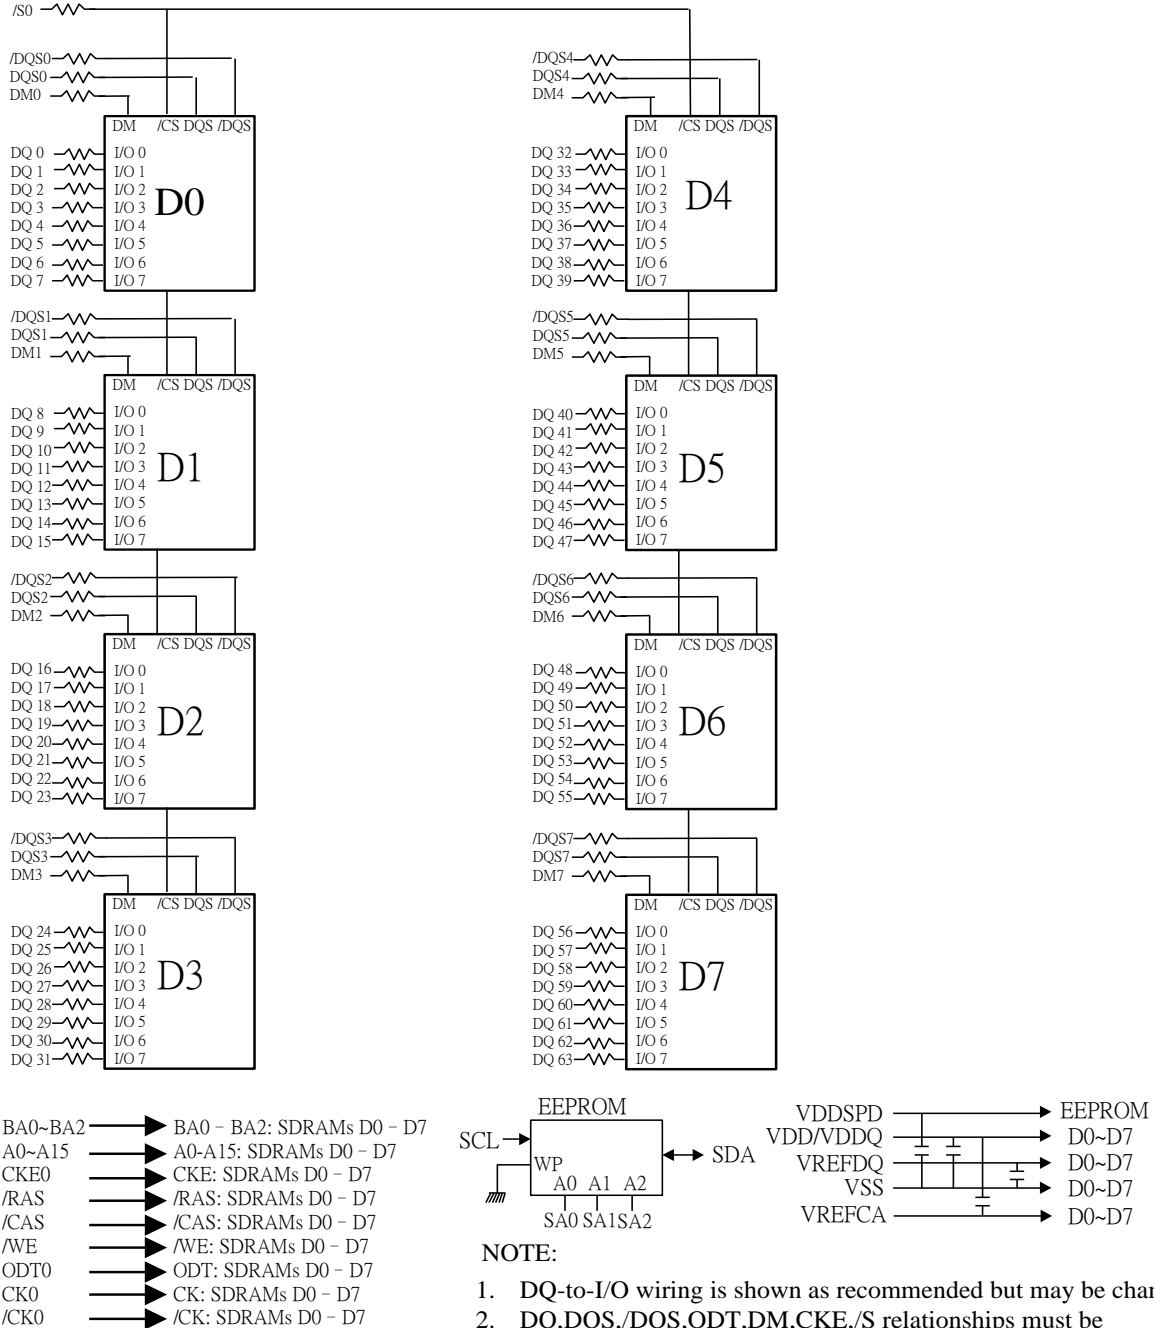 /S0
/DQS0
DQS0
DM0
DM /CS DQS /DQS
DQ 0 I/O 0
DQ 1 I/O 1
DQ 2 I/O 2
DQ 3 I/O 3
DQ 4 I/O 4
DQ 5 I/O 5
DQ 6 I/O 6
DQ 7 I/O 7
D0
/DQS1
DQS1
DM1
DM /CS DQS /DQS
DQ 8 I/O 0
DQ 9 I/O 1
DQ 10 I/O 2
DQ 11 I/O 3
DQ 12 I/O 4
DQ 13 I/O 5
DQ 14 I/O 6
DQ 15 I/O 7
D1
/DQS2
DQS2
DM2
DM /CS DQS /DQS
DQ 16 I/O 0
DQ 17 I/O 1
DQ 18 I/O 2
DQ 19 I/O 3
DQ 20 I/O 4
DQ 21 I/O 5
DQ 22 I/O 6
DQ 23 I/O 7
D2
/DQS3
DQS3
DM3
DM /CS DQS /DQS
DQ 24 I/O 0
DQ 25 I/O 1
DQ 26 I/O 2
DQ 27 I/O 3
DQ 28 I/O 4
DQ 29 I/O 5
DQ 30 I/O 6
DQ 31 I/O 7
D3
/DQS4
DQS4
DM4
DM /CS DQS /DQS
DQ 32 I/O 0
DQ 33 I/O 1
DQ 34 I/O 2
DQ 35 I/O 3
DQ 36 I/O 4
DQ 37 I/O 5
DQ 38 I/O 6
DQ 39 I/O 7
D4
/DQS5
DQS5
DM5
DM /CS DQS /DQS
DQ 40 I/O 0
DQ 41 I/O 1
DQ 42 I/O 2
DQ 43 I/O 3
DQ 44 I/O 4
DQ 45 I/O 5
DQ 46 I/O 6
DQ 47 I/O 7
D5
/DQS6
DQS6
DM6
DM /CS DQS /DQS
DQ 48 I/O 0
DQ 49 I/O 1
DQ 50 I/O 2
DQ 51 I/O 3
DQ 52 I/O 4
DQ 53 I/O 5
DQ 54 I/O 6
DQ 55 I/O 7
D6
/DQS7
DQS7
DM7
DM /CS DQS /DQS
DQ 56 I/O 0
DQ 57 I/O 1
DQ 58 I/O 2
DQ 59 I/O 3
DQ 60 I/O 4
DQ 61 I/O 5
DQ 62 I/O 6
DQ 63 I/O 7
D7
BA0~BA2 BA0 – BA2: SDRAMs D0 – D7
A0~A15 A0-A15: SDRAMs D0 – D7
CKE0 CKE: SDRAMs D0 – D7
/RAS /RAS: SDRAMs D0 – D7
/CAS /CAS: SDRAMs D0 – D7
/WE /WE: SDRAMs D0 – D7
ODT0 ODT: SDRAMs D0 – D7
CK0 CK: SDRAMs D0 – D7
/CK0 /CK: SDRAMs D0 – D7
EEPROM
SCL
WP
SDA
A0 A1 A2
SA0 SA1 SA2
VDDSPD EEPROM
VDD/VDDQ D0~D7
VREFDQ D0~D7
VSS D0~D7
VREFCA D0~D7
NOTE:
1. DQ-to-I/O wiring is shown as recommended but may be
2. DQ,DQS,/DQS,ODT,DM,CKE,/S relationships must be